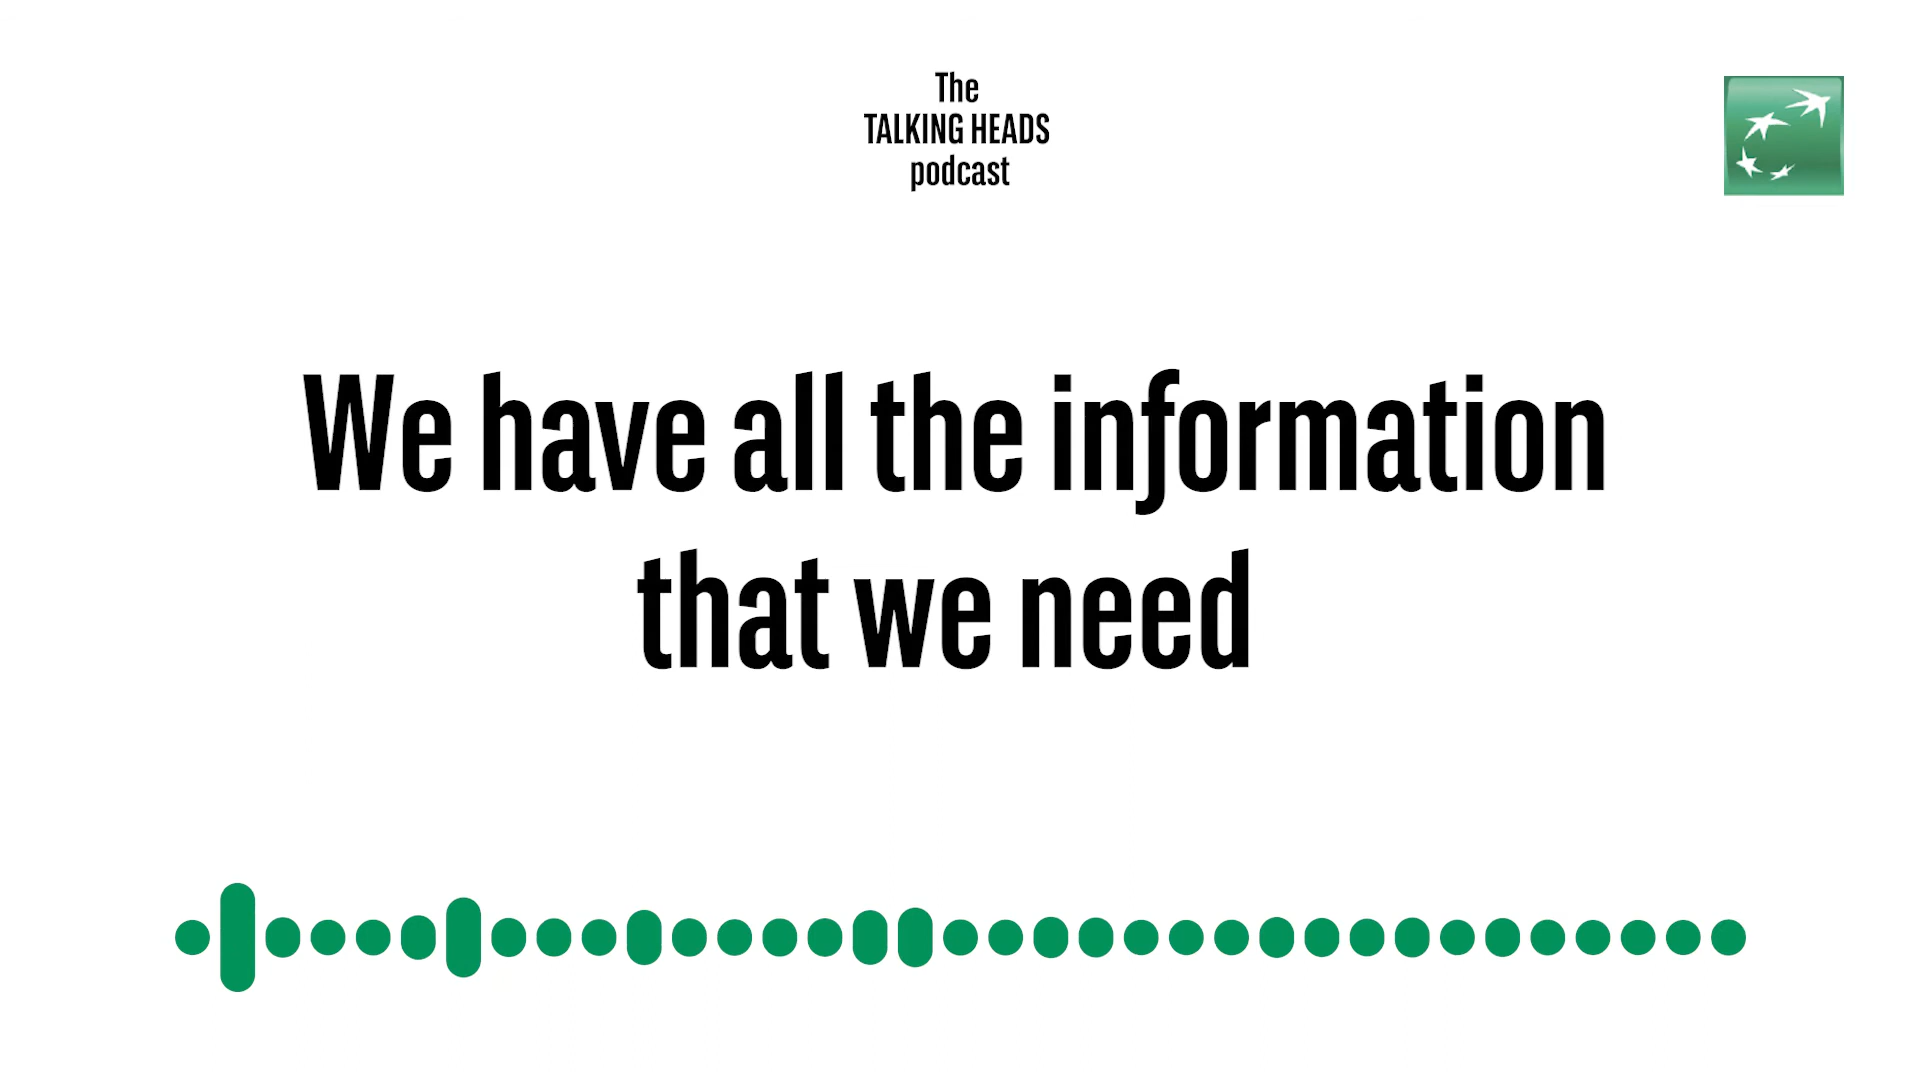 The
TALKING HEADS
podcast
We have all the information
that we need